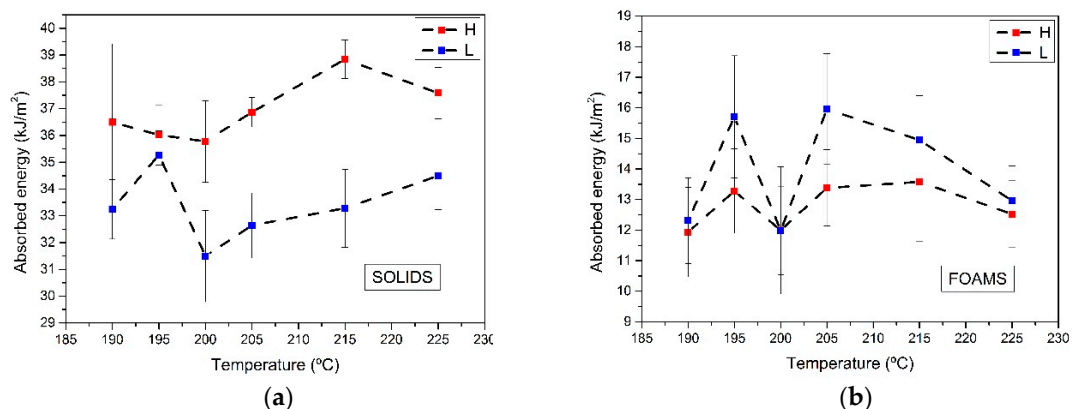 40
39
38
37
36
35
34
33
32
31
30
29
Absorbed energy (kJ/m²)
H
L
SOLIDS
185 190 195 200 205 210 215 220 225 230
Temperature (ºC)
(a)
19
18
17
16
15
14
13
12
11
10
9
Absorbed energy (kJ/m²)
H
L
FOAMS
185 190 195 200 205 210 215 220 225 230
Temperature (ºC)
(b)